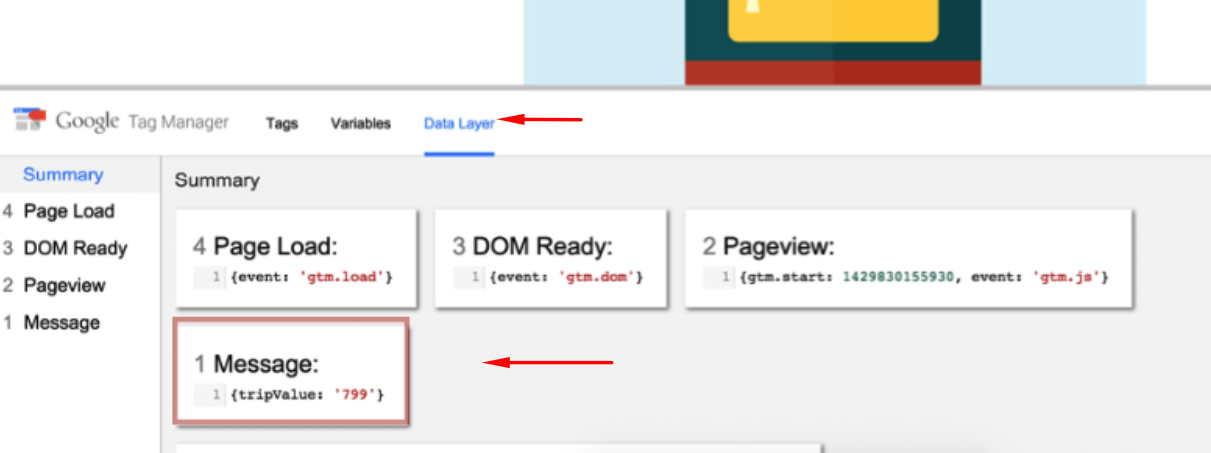 Google Tag Manager Tags Variables Data Layer
Summary
4 Page Load
3 DOM Ready
2 Pageview
1 Message
Summary
4 Page Load:
1 {event: 'gtm.load'}
3 DOM Ready:
1 {event: 'gtm.dom'}
2 Pageview:
1 {gtm.start: 1429830155930, event: 'gtm.js'}
1 Message:
1 {tripValue: '799'}